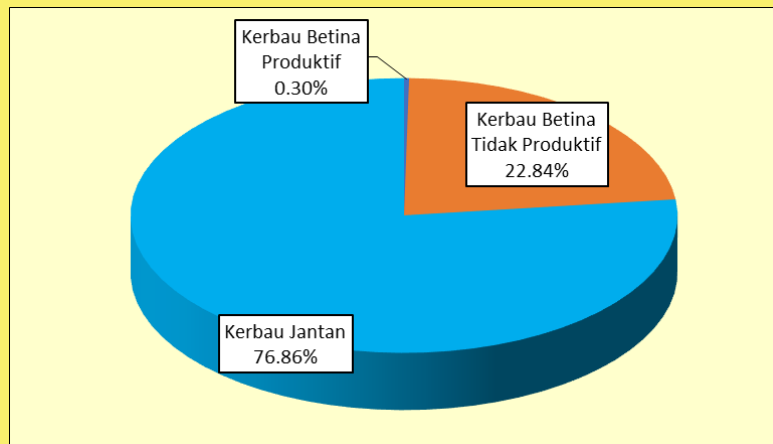 Kerbau Betina
Produktif
0.30%
Kerbau Betina
Tidak Produktif
22.84%
Kerbau Jantan
76.86%